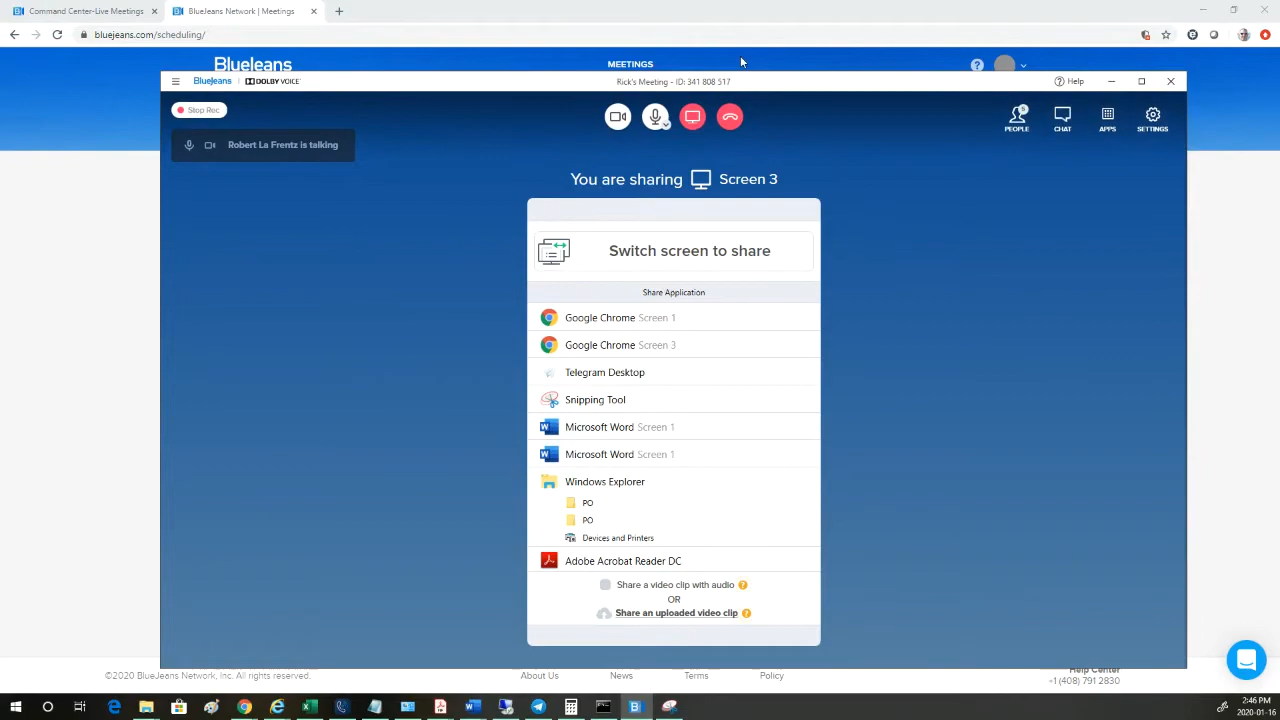 Command Center-Live Meetings
BlueJeans Network | Meetings
bluejeans.com/scheduling/
BlueJeans
MEETINGS
BlueJeans | DOLBY VOICE
Rick's Meeting - ID: 341 808 517
Help
Stop Rec
PEOPLE
CHAT
APPS
SETTINGS
Robert La Frentz is talking
You are sharing Screen 3
Switch screen to share
Share Application
Google Chrome Screen 1
Google Chrome Screen 3
Telegram Desktop
Snipping Tool
Microsoft Word Screen 1
Microsoft Word Screen 1
Windows Explorer
PO
PO
Devices and Printers
Adobe Acrobat Reader DC
Share a video clip with audio ?
OR
Share an uploaded video clip ?
©2020 BlueJeans Network, Inc. All rights reserved.
About Us
News
Terms
Policy
Help Center
+1 (408) 791 2830
2:46 PM
2020-01-16